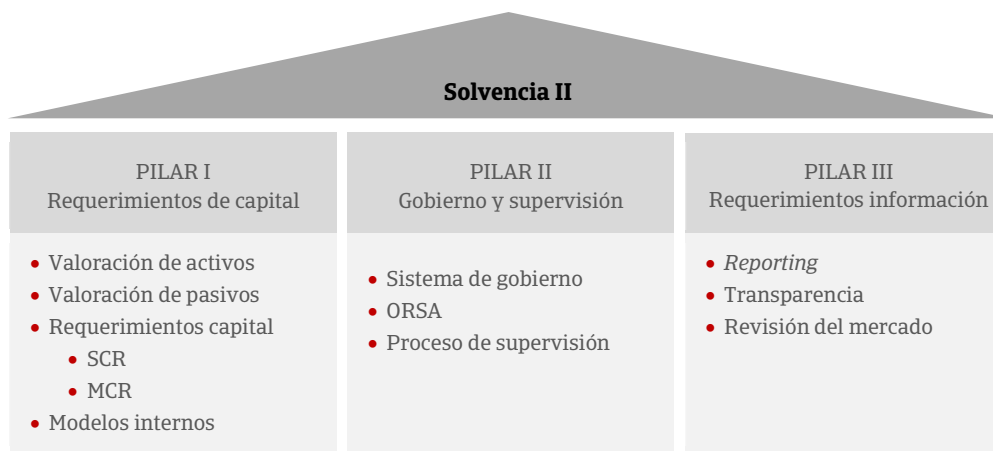 Solvencia II
PILAR I
Requerimientos de capital
• Valoración de activos
• Valoración de pasivos
• Requerimientos capital
• SCR
• MCR
• Modelos internos
PILAR II
Gobierno y supervisión
• Sistema de gobierno
• ORSA
• Proceso de supervisión
PILAR III
Requerimientos información
• Reporting
• Transparencia
• Revisión del mercado